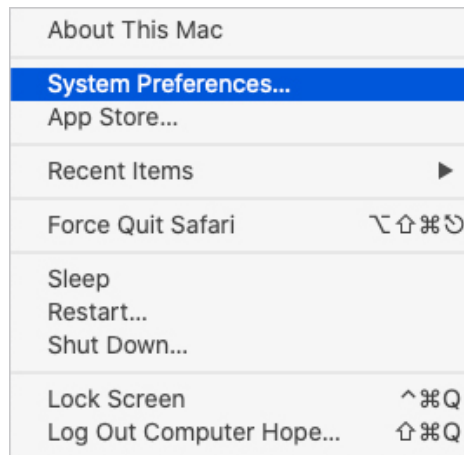 About This Mac
System Preferences...
App Store...
Recent Items ▶
Force Quit Safari ⌥⇧⌘⎋
Sleep
Restart...
Shut Down...
Lock Screen ^⌘Q
Log Out Computer Hope... ⇧⌘Q